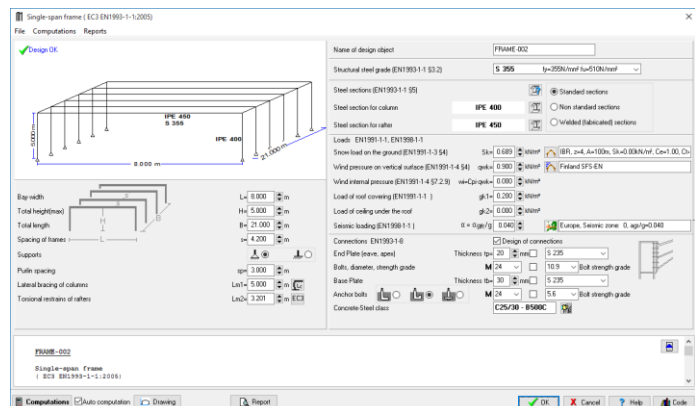 Single-span frame ( EC3 EN1993-1-1:2005)
File Computations Reports
Design OK
IPE 450
S 355
IPE 400
5.000 m
8.000 m
21.000 m
Bay width L= 8.000 m
Total height(max) H= 5.000 m
Total length B= 21.000 m
Spacing of frames s= 4.200 m
Supports
Purlin spacing sp= 3.000 m
Lateral bracing of columns Lm1= 5.000 m
Torsional restrains of rafters Lm2= 3.201 m EC3
H
L
B
s
Name of design object FRAME-002
Structural steel grade (EN1993-1-1 §3.2) S 355 fy=355N/mm² fu=510N/mm²
Steel sections (EN1993-1-1 §5) Standard sections
Steel section for column IPE 400 Non standard sections
Steel section for rafter IPE 450 Welded (fabricated) sections
Loads EN1991-1-1, EN1998-1-1
Snow load on the ground (EN1991-1-3 §4) Sk= 0.689 kN/m²
Wind pressure on vertical surface (EN1991-1-4 §4) qwk= 0.980 kN/m² Finland SFS-EN
Wind internal pressure (EN1991-1-4 §7.2.9) wi=Cpi·qwk= 0.000 kN/m²
Load of roof covering (EN1991-1-1 ) gk1= 0.200 kN/m²
Load of ceiling under the roof gk2= 0.000 kN/m²
Seismic loading (EN1998-1-1 ) 0.040 Europe, Seismic zone 0, agr/g=0.040
Connections EN1993-1-8 Design of connections
End Plate (eave, apex) Thickness tp= 20 mm S 235
Bolts, diameter, strength grade M 24 10.9 Bolt strength grade
Base Plate Thickness tb= 30 mm S 235
Anchor bolts M 24 5.6 Bolt strength grade
Concrete-Steel class C25/30 - B500C
FRAME-002
Single-span frame
( EC3 EN1993-1-1:2005)
Computations Auto computation Drawing Report OK Cancel ? Help Code